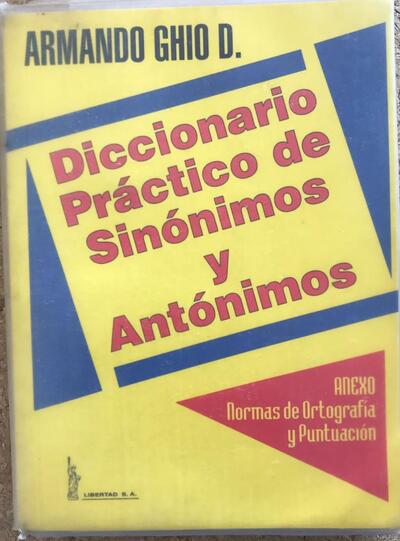 ARMANDO GHIO D.
Diccionario
Práctico de
Sinónimos
y
Antónimos
ANEXO
Normas de Ortografía
y Puntuación
LIBERTAD S. A.